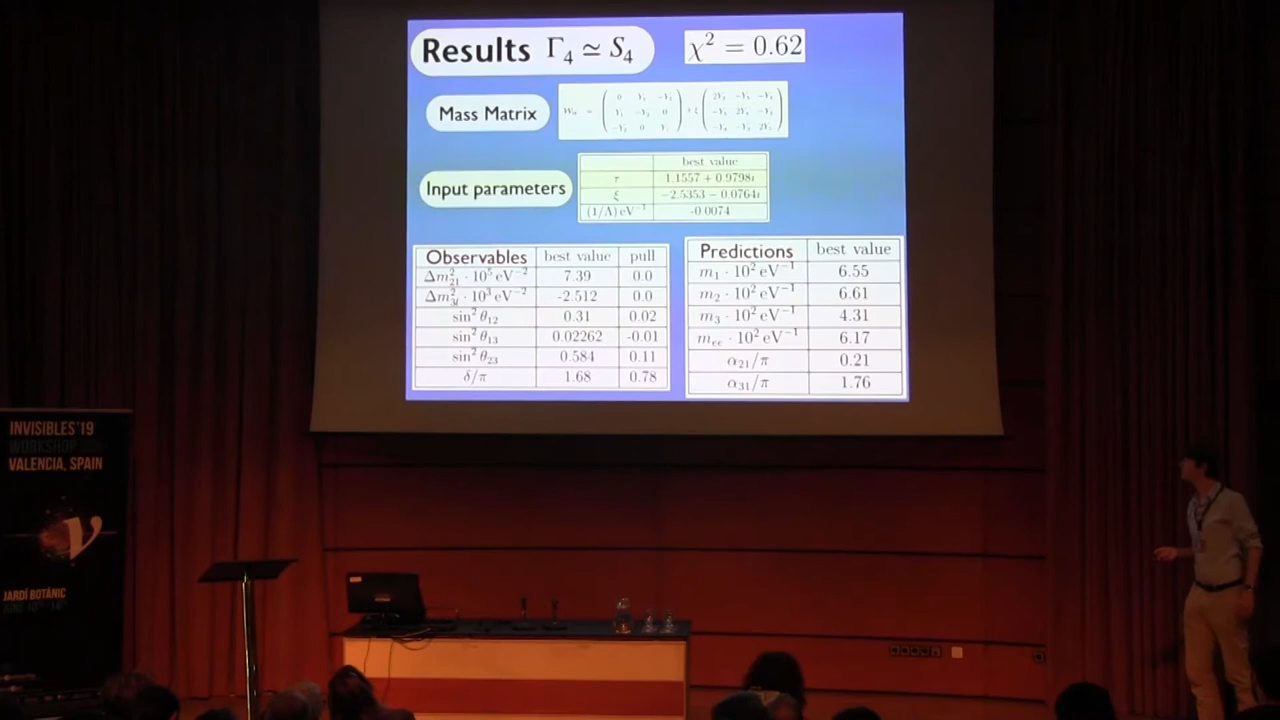 Results Γ₄ ≃ S₄
χ² = 0.62
Mass Matrix
Input parameters
best value
τ 1.1557 + 0.9798i
ξ −2.5353 − 0.0764i
(1/Λ) eV⁻¹ -0.0074
Observables best value pull
Δm²₂₁ · 10⁵ eV⁻² 7.39 0.0
Δm²₃ₗ · 10³ eV⁻² -2.512 0.0
sin² θ₁₂ 0.31 0.02
sin² θ₁₃ 0.02262 -0.01
sin² θ₂₃ 0.584 0.11
δ/π 1.68 0.78
Predictions best value
m₁ · 10² eV⁻¹ 6.55
m₂ · 10² eV⁻¹ 6.61
m₃ · 10² eV⁻¹ 4.31
mₑₑ · 10² eV⁻¹ 6.17
α₂₁/π 0.21
α₃₁/π 1.76
INVISIBLES'19
WORKSHOP
VALENCIA, SPAIN
ν
JARDÍ BOTÀNIC